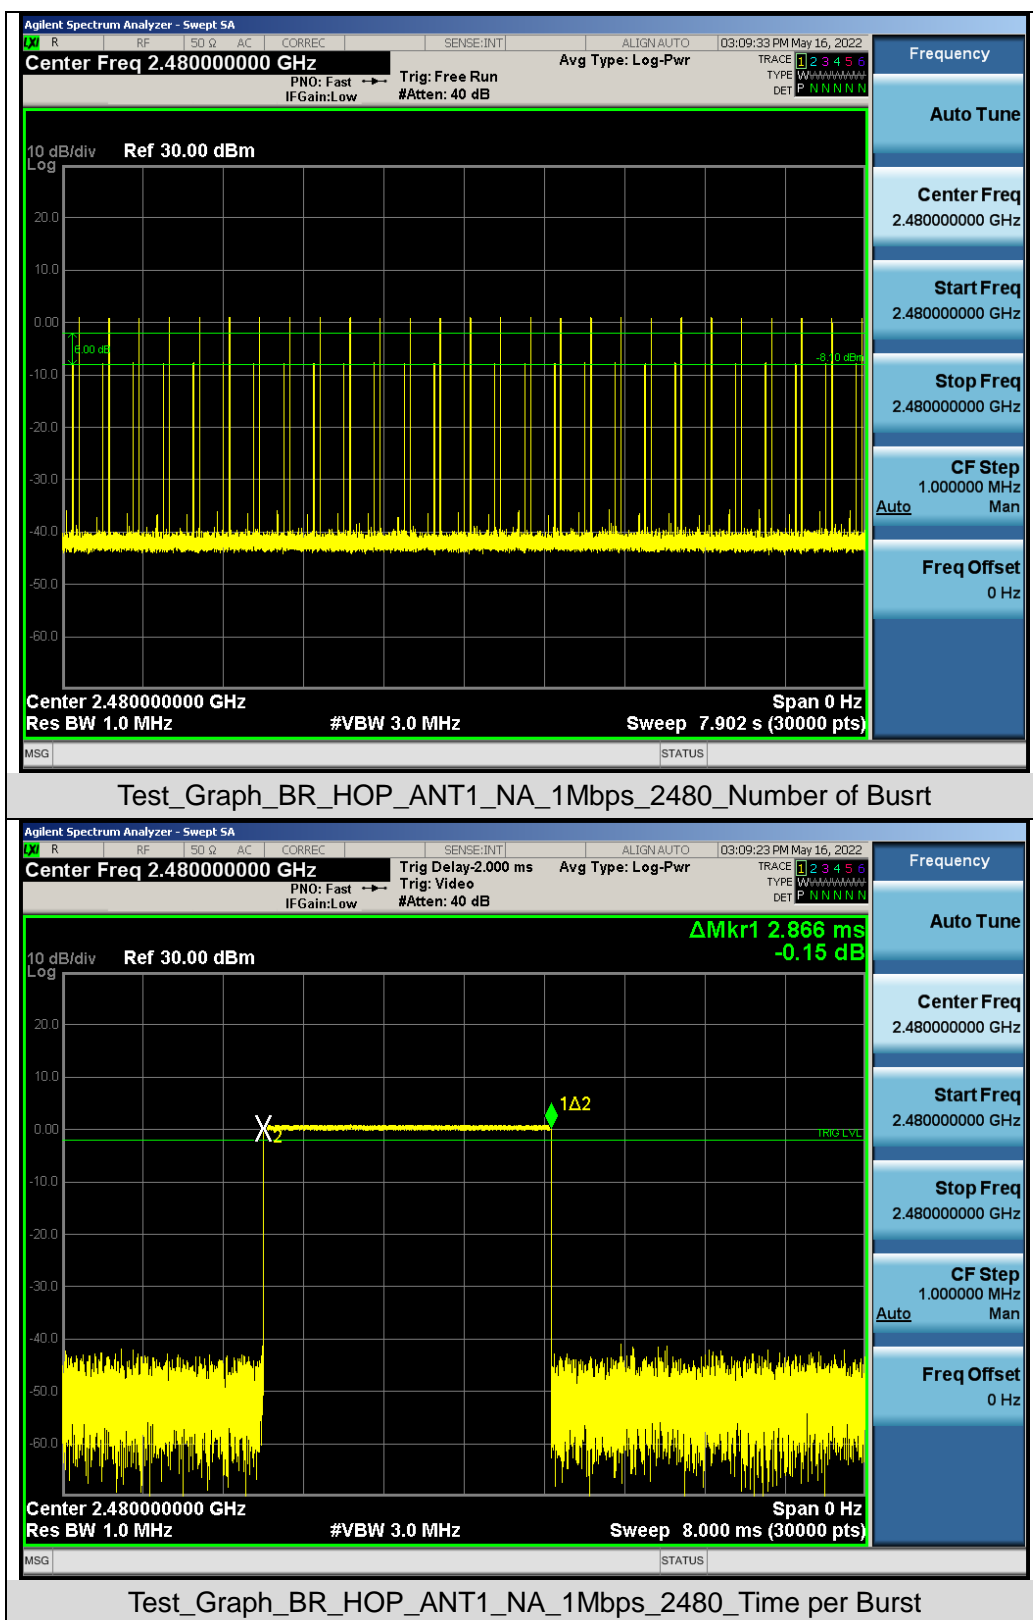 Agilent Spectrum Analyzer - Swept SA
LXI R RF 50 Ω AC CORREC SENSE:INT ALIGN AUTO 03:09:33 PM May 16, 2022
Center Freq 2.480000000 GHz Avg Type: Log-Pwr TRACE 1 2 3 4 5 6
PNO: Fast Trig: Free Run TYPE WWWWWW
IFGain:Low #Atten: 40 dB DET P N N N N N
Frequency
Auto Tune
10 dB/div Ref 30.00 dBm
Log
20.0
10.0
0.00
6.00 dB
-8.10 dBm
-10.0
-20.0
-30.0
-40.0
-50.0
-60.0
Center Freq
2.480000000 GHz
Start Freq
2.480000000 GHz
Stop Freq
2.480000000 GHz
CF Step
1.000000 MHz
Auto Man
Freq Offset
0 Hz
Center 2.480000000 GHz Span 0 Hz
Res BW 1.0 MHz #VBW 3.0 MHz Sweep 7.902 s (30000 pts)
MSG STATUS
Test_Graph_BR_HOP_ANT1_NA_1Mbps_2480_Number of Busrt
Agilent Spectrum Analyzer - Swept SA
LXI R RF 50 Ω AC CORREC SENSE:INT ALIGN AUTO 03:09:23 PM May 16, 2022
Center Freq 2.480000000 GHz Trig Delay-2.000 ms Avg Type: Log-Pwr TRACE 1 2 3 4 5 6
PNO: Fast Trig: Video TYPE WWWWWW
IFGain:Low #Atten: 40 dB DET P N N N N N
Frequency
Auto Tune
ΔMkr1 2.866 ms
-0.15 dB
10 dB/div Ref 30.00 dBm
Log
20.0
10.0
0.00
1Δ2
2
TRIG LVL
-10.0
-20.0
-30.0
-40.0
-50.0
-60.0
Center Freq
2.480000000 GHz
Start Freq
2.480000000 GHz
Stop Freq
2.480000000 GHz
CF Step
1.000000 MHz
Auto Man
Freq Offset
0 Hz
Center 2.480000000 GHz Span 0 Hz
Res BW 1.0 MHz #VBW 3.0 MHz Sweep 8.000 ms (30000 pts)
MSG STATUS
Test_Graph_BR_HOP_ANT1_NA_1Mbps_2480_Time per Burst